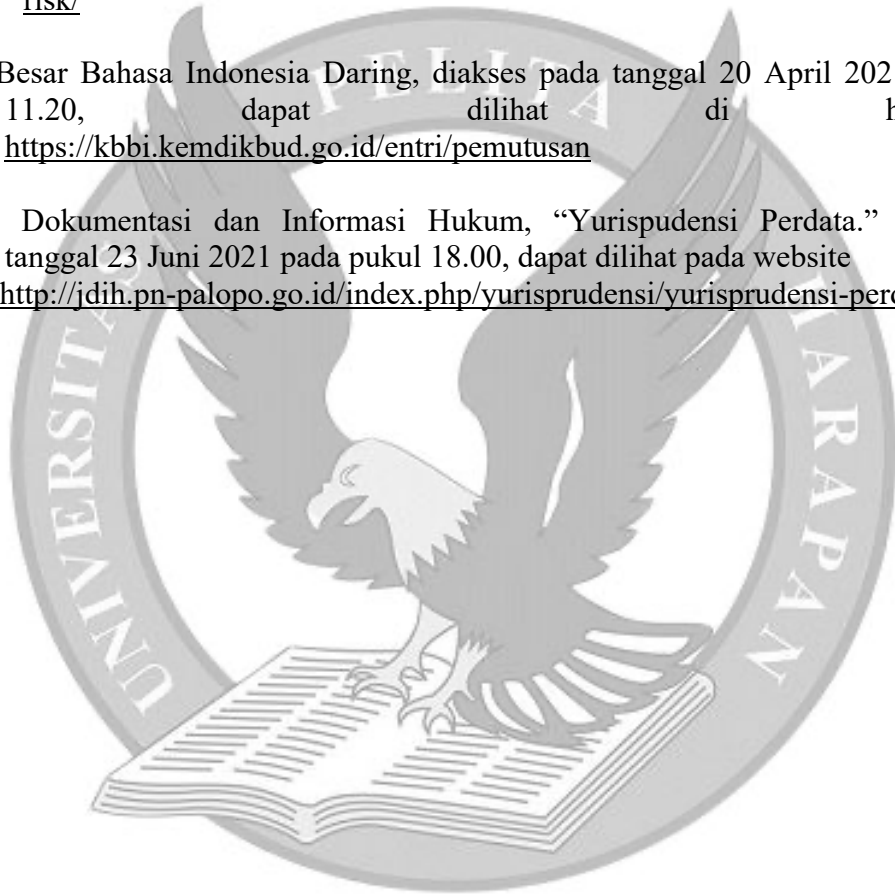 risk/
Besar Bahasa Indonesia Daring, diakses pada tanggal 20 April 202
11.20, dapat dilihat di h
https://kbbi.kemdikbud.go.id/entri/pemutusan
Dokumentasi dan Informasi Hukum, “Yurispudensi Perdata.”
tanggal 23 Juni 2021 pada pukul 18.00, dapat dilihat pada website
http://jdih.pn-palopo.go.id/index.php/yurisprudensi/yurisprudensi-perd
UNIVERSITAS PELITA HARAPAN